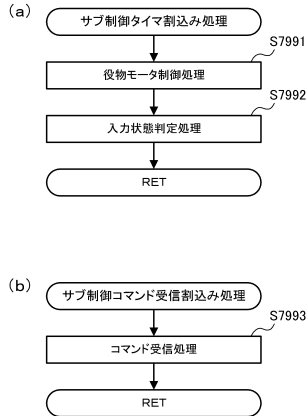 (a)
サブ制御タイマ割込み処理
S7991
役物モータ制御処理
S7992
入力状態判定処理
RET
(b)
サブ制御コマンド受信割込み処理
S7993
コマンド受信処理
RET